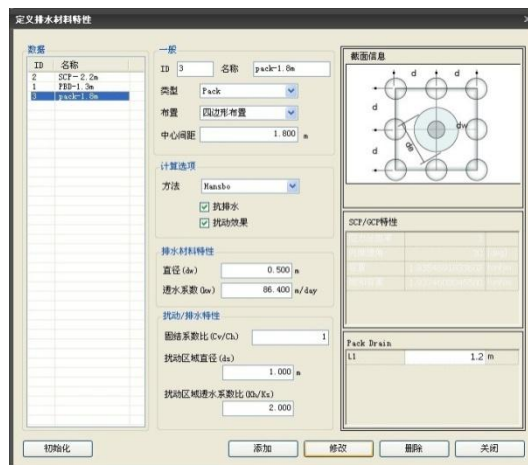 定义排水材料特性
数据
ID 名称
2 SCP-2.2m
1 PBD-1.3m
3 pack-1.8m
一般
ID 3 名称 pack-1.8m
类型 Pack
布置 四边形布置
中心间距 1.800 m
计算选项
方法 Hansbo
抗排水
扰动效果
排水材料特性
直径(dw) 0.500 m
透水系数(kw) 86.400 m/day
扰动/排水特性
固结系数比(Cv/Ch) 1
扰动区域直径(ds)
1.000 m
扰动区域透水系数比(Kh/Ks)
2.000
截面信息
d d
d
d
dw
de
SCP/GCP特性
Pack Drain
L1 1.2 m
初始化 添加 修改 删除 关闭